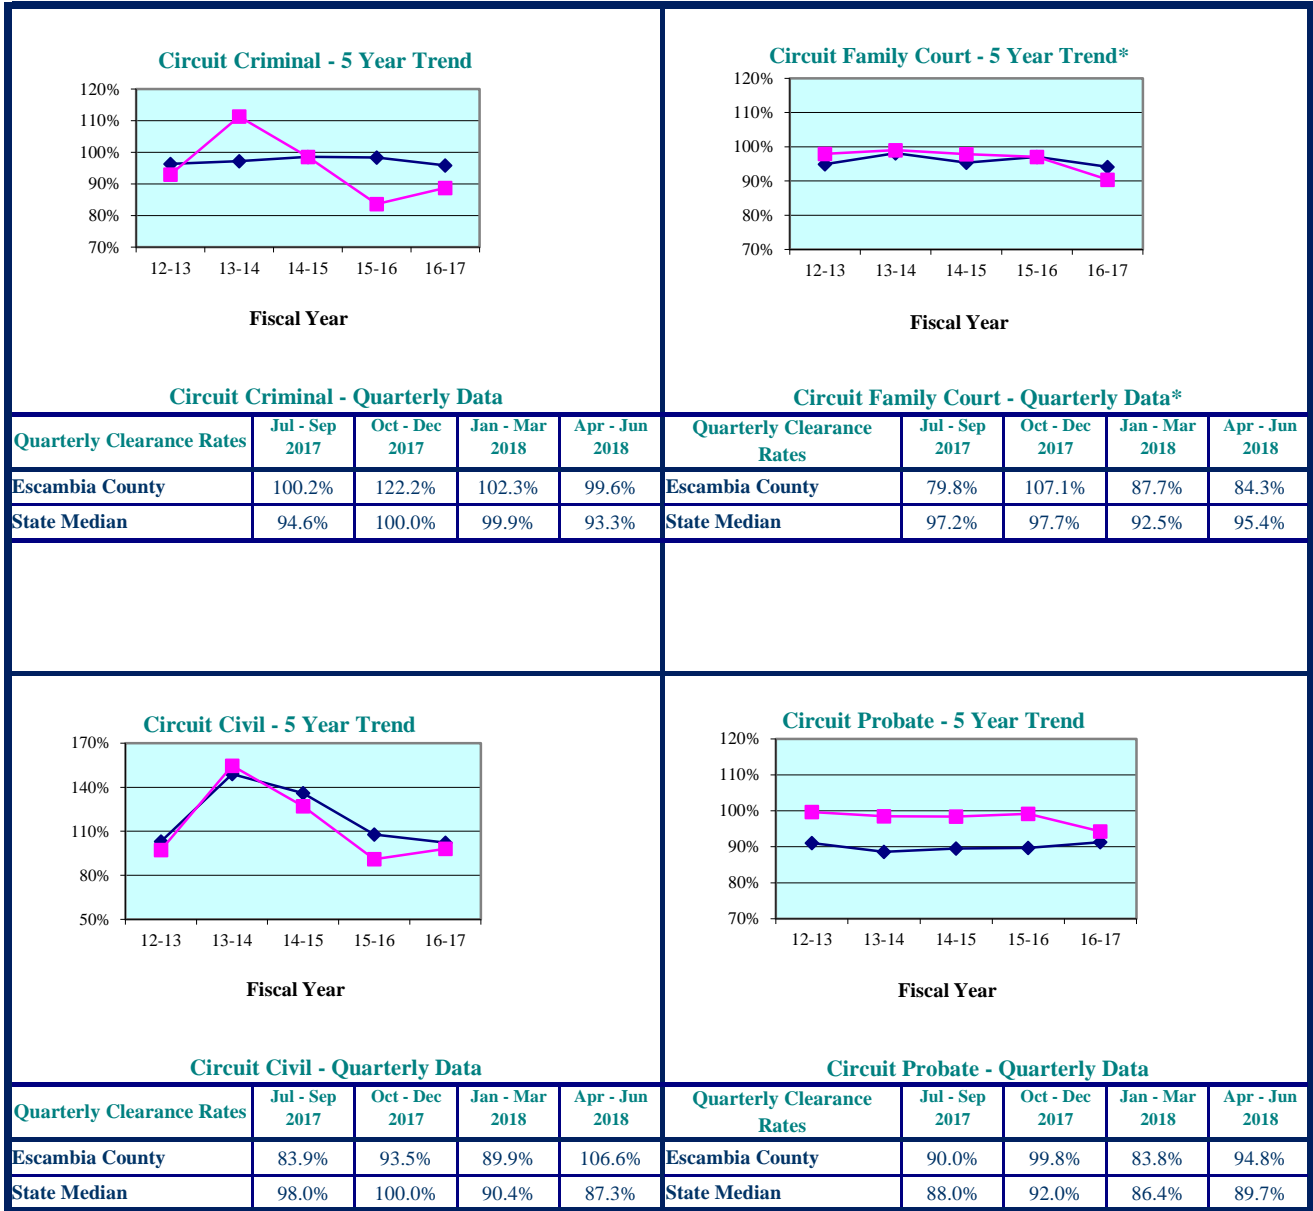 Circuit Criminal - 5 Year Trend
120%
110%
100%
90%
80%
70%
12-13 13-14 14-15 15-16 16-17
Fiscal Year
Circuit Criminal - Quarterly Data
Quarterly Clearance Rates Jul - Sep 2017 Oct - Dec 2017 Jan - Mar 2018 Apr - Jun 2018
Escambia County 100.2% 122.2% 102.3% 99.6%
State Median 94.6% 100.0% 99.9% 93.3%
Circuit Family Court - 5 Year Trend*
120%
110%
100%
90%
80%
70%
12-13 13-14 14-15 15-16 16-17
Fiscal Year
Circuit Family Court - Quarterly Data*
Quarterly Clearance Rates Jul - Sep 2017 Oct - Dec 2017 Jan - Mar 2018 Apr - Jun 2018
Escambia County 79.8% 107.1% 87.7% 84.3%
State Median 97.2% 97.7% 92.5% 95.4%
Circuit Civil - 5 Year Trend
170%
140%
110%
80%
50%
12-13 13-14 14-15 15-16 16-17
Fiscal Year
Circuit Civil - Quarterly Data
Quarterly Clearance Rates Jul - Sep 2017 Oct - Dec 2017 Jan - Mar 2018 Apr - Jun 2018
Escambia County 83.9% 93.5% 89.9% 106.6%
State Median 98.0% 100.0% 90.4% 87.3%
Circuit Probate - 5 Year Trend
120%
110%
100%
90%
80%
70%
12-13 13-14 14-15 15-16 16-17
Fiscal Year
Circuit Probate - Quarterly Data
Quarterly Clearance Rates Jul - Sep 2017 Oct - Dec 2017 Jan - Mar 2018 Apr - Jun 2018
Escambia County 90.0% 99.8% 83.8% 94.8%
State Median 88.0% 92.0% 86.4% 89.7%